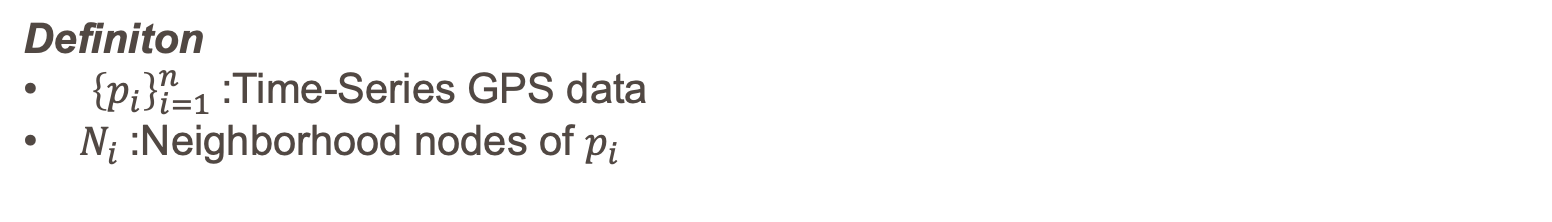 Definiton
• {p_i}_{i=1}^n :Time-Series GPS data
• N_i :Neighborhood nodes of p_i